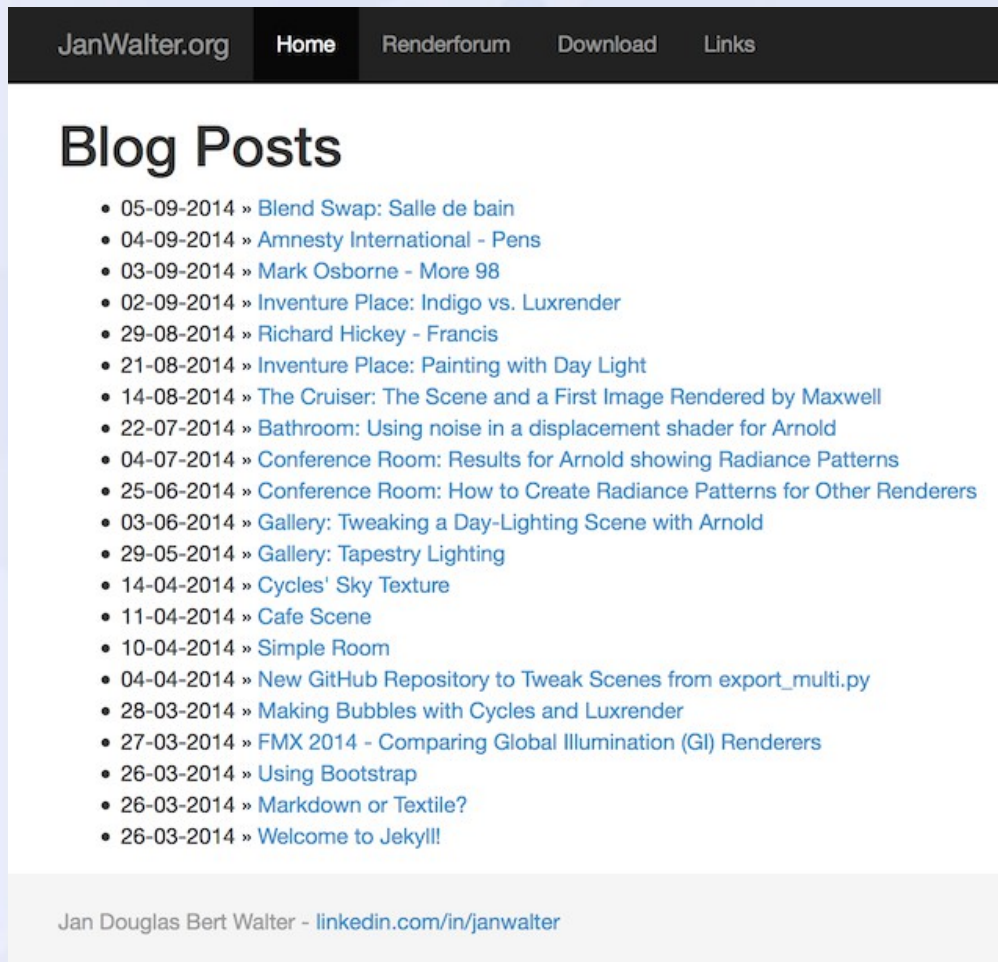 JanWalter.org Home Renderforum Download Links
Blog Posts
• 05-09-2014 » Blend Swap: Salle de bain
• 04-09-2014 » Amnesty International - Pens
• 03-09-2014 » Mark Osborne - More 98
• 02-09-2014 » Inventure Place: Indigo vs. Luxrender
• 29-08-2014 » Richard Hickey - Francis
• 21-08-2014 » Inventure Place: Painting with Day Light
• 14-08-2014 » The Cruiser: The Scene and a First Image Rendered by Maxwell
• 22-07-2014 » Bathroom: Using noise in a displacement shader for Arnold
• 04-07-2014 » Conference Room: Results for Arnold showing Radiance Patterns
• 25-06-2014 » Conference Room: How to Create Radiance Patterns for Other Renderers
• 03-06-2014 » Gallery: Tweaking a Day-Lighting Scene with Arnold
• 29-05-2014 » Gallery: Tapestry Lighting
• 14-04-2014 » Cycles' Sky Texture
• 11-04-2014 » Cafe Scene
• 10-04-2014 » Simple Room
• 04-04-2014 » New GitHub Repository to Tweak Scenes from export_multi.py
• 28-03-2014 » Making Bubbles with Cycles and Luxrender
• 27-03-2014 » FMX 2014 - Comparing Global Illumination (GI) Renderers
• 26-03-2014 » Using Bootstrap
• 26-03-2014 » Markdown or Textile?
• 26-03-2014 » Welcome to Jekyll!
Jan Douglas Bert Walter - linkedin.com/in/janwalter